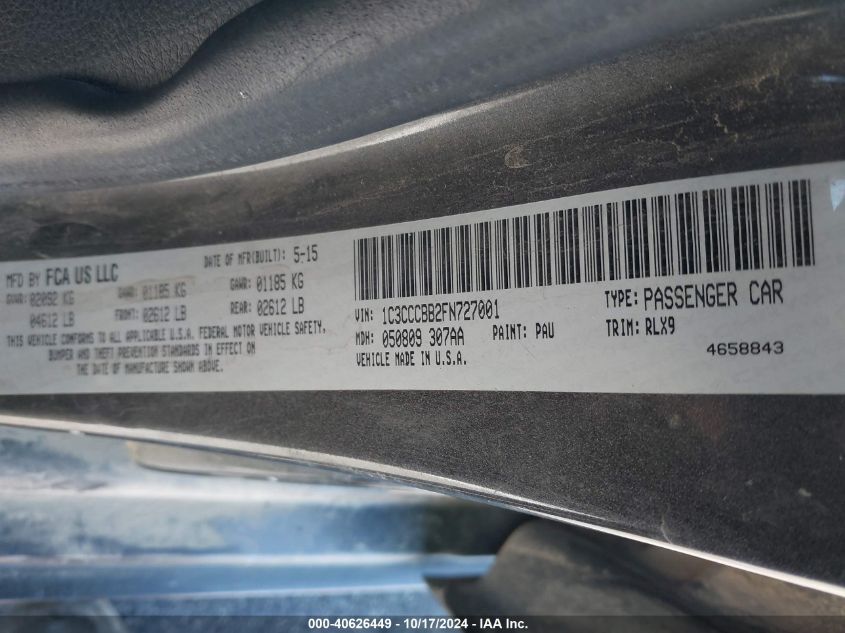 MFD BY FCA US LLC
DATE OF MFR(BUILT): 5-15
GVWR: 02092 KG
GAWR: 01185 KG
GAWR: 01185 KG
04612 LB
FRONT: 02612 LB
REAR: 02612 LB
THIS VEHICLE CONFORMS TO ALL APPLICABLE U.S.A. FEDERAL MOTOR VEHICLE SAFETY,
BUMPER AND THEFT PREVENTION STANDARDS IN EFFECT ON
THE DATE OF MANUFACTURE SHOWN ABOVE.
VIN: 1C3CCCBB2FN727001
TYPE: PASSENGER CAR
MDH: 050809 307AA
PAINT: PAU
TRIM: RLX9
VEHICLE MADE IN U.S.A.
4658843
000-40626449 - 10/17/2024 - IAA Inc.